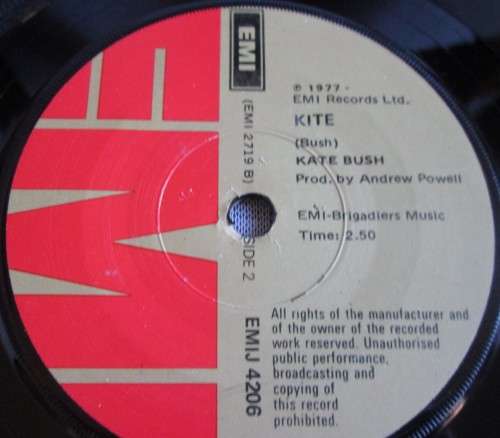 EMI
℗ 1977 -
EMI Records Ltd.
KITE
(Bush)
KATE BUSH
Prod. by Andrew Powell
EMI-Brigadiers Music
Time: 2.50
(EMI 2719 B)
SIDE 2
EMIJ 4206
All rights of the manufacturer and
of the owner of the recorded
work reserved. Unauthorised
public performance,
broadcasting and
copying of
this record
prohibited.
EMI